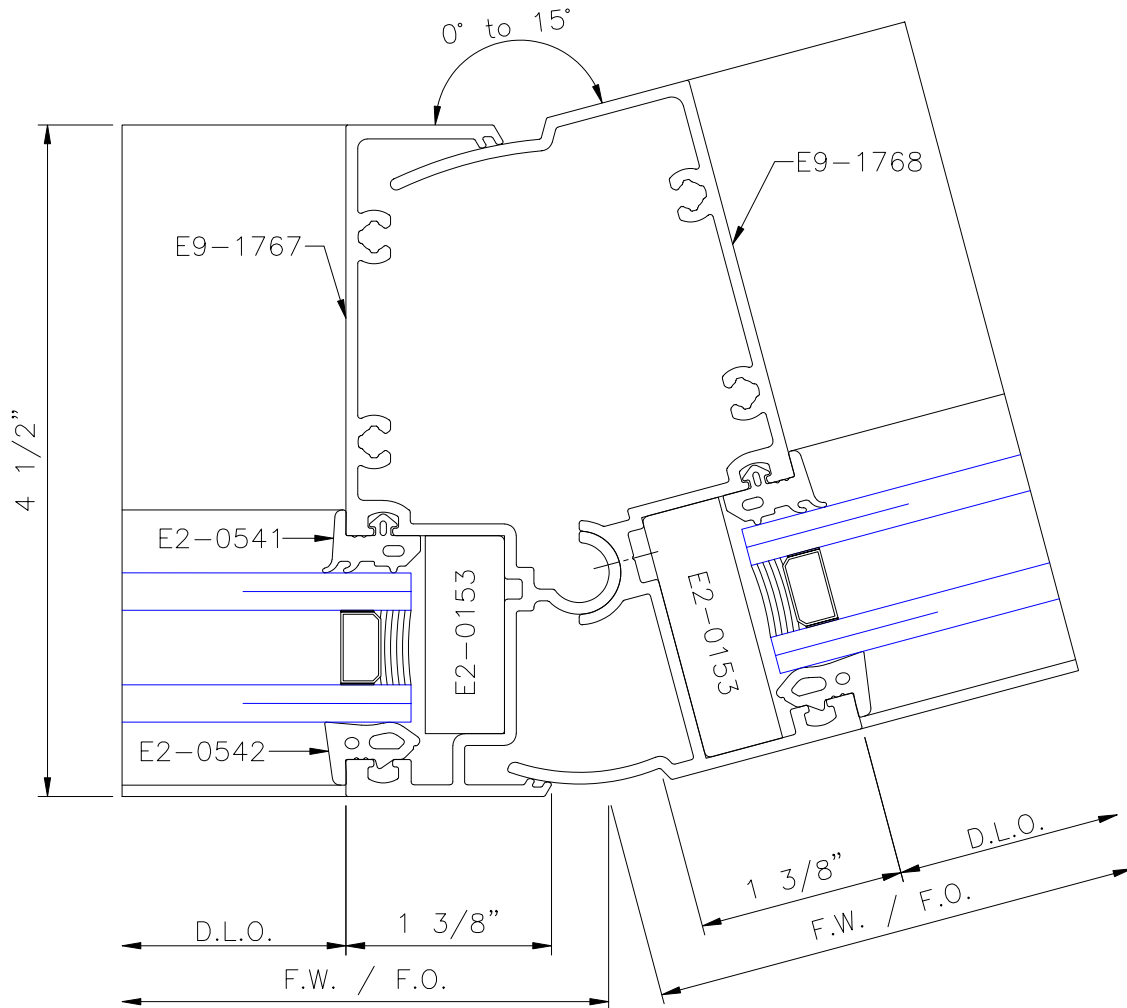 0° to 15°
E9-1768
E9-1767
4 1/2"
E2-0541
E2-0153
E2-0153
E2-0542
D.L.O.
1 3/8"
F.W. / F.O.
1 3/8"
D.L.O.
F.W. / F.O.